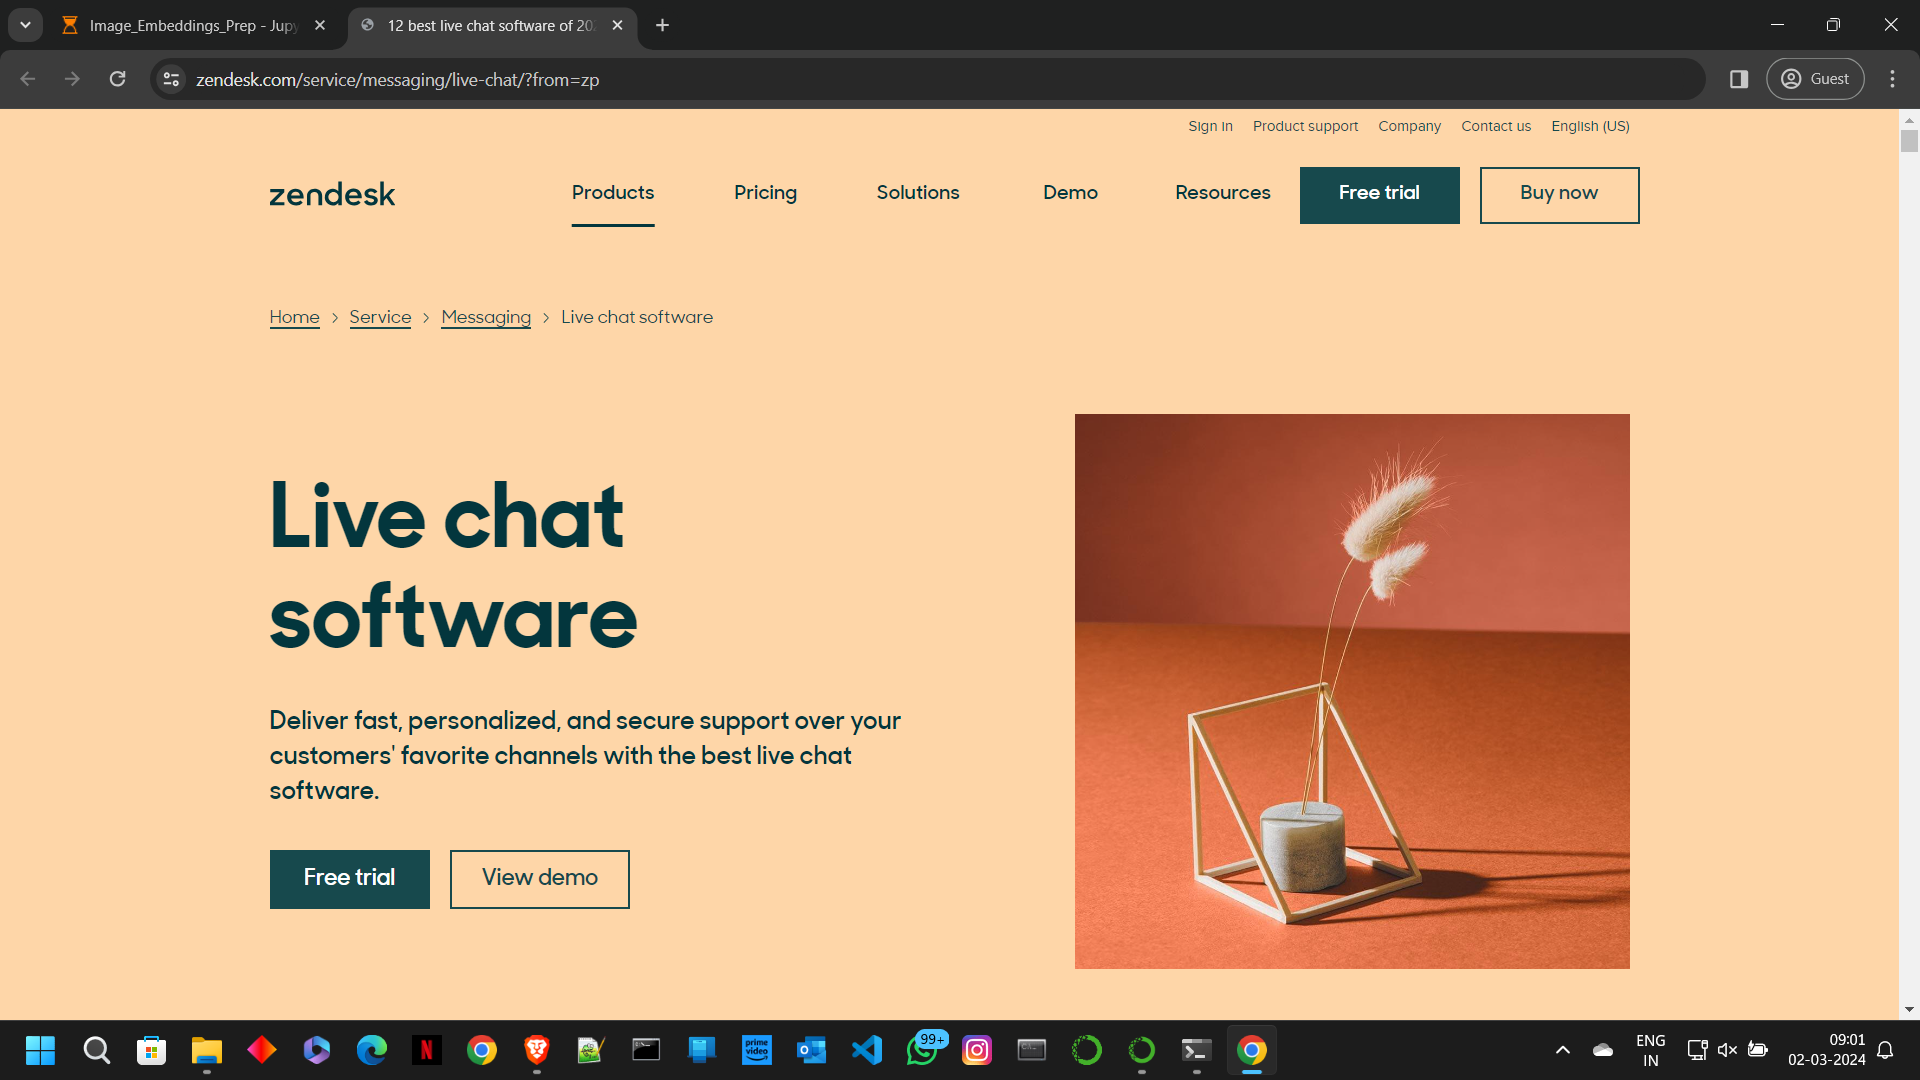 Image_Embeddings_Prep - Jupy
12 best live chat software of 202
zendesk.com/service/messaging/live-chat/?from=zp
Guest
Sign in Product support Company Contact us English (US)
zendesk Products Pricing Solutions Demo Resources Free trial Buy now
Home > Service > Messaging > Live chat software
Live chat
software
Deliver fast, personalized, and secure support over your
customers' favorite channels with the best live chat
software.
Free trial View demo
N
prime
video
99+
ENG
IN
09:01
02-03-2024